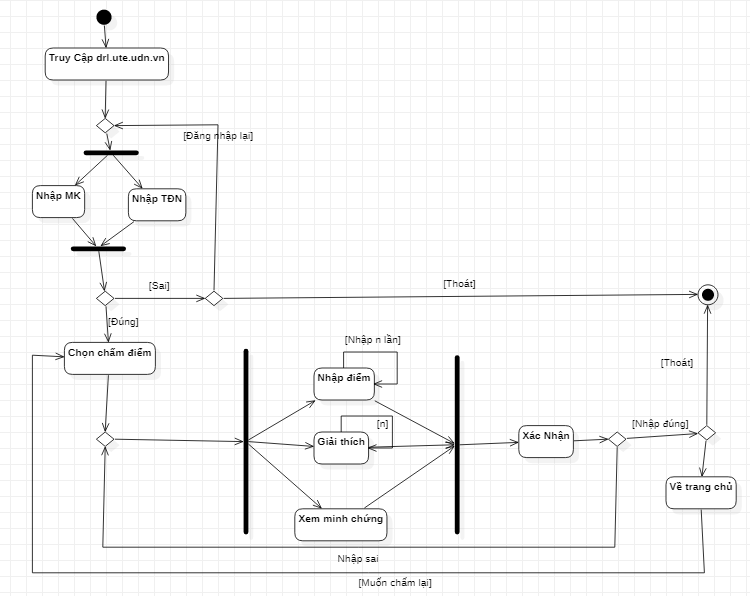 Truy Cập drl.ute.udn.vn
[Đăng nhập lại]
Nhập MK
Nhập TĐN
[Sai]
[Thoát]
[Đúng]
Chọn chấm điểm
[Nhập n lần]
Nhập điểm
[Thoát]
[n]
Giải thích
[Nhập đúng]
Xác Nhận
Về trang chủ
Xem minh chứng
Nhập sai
[Muốn chấm lại]